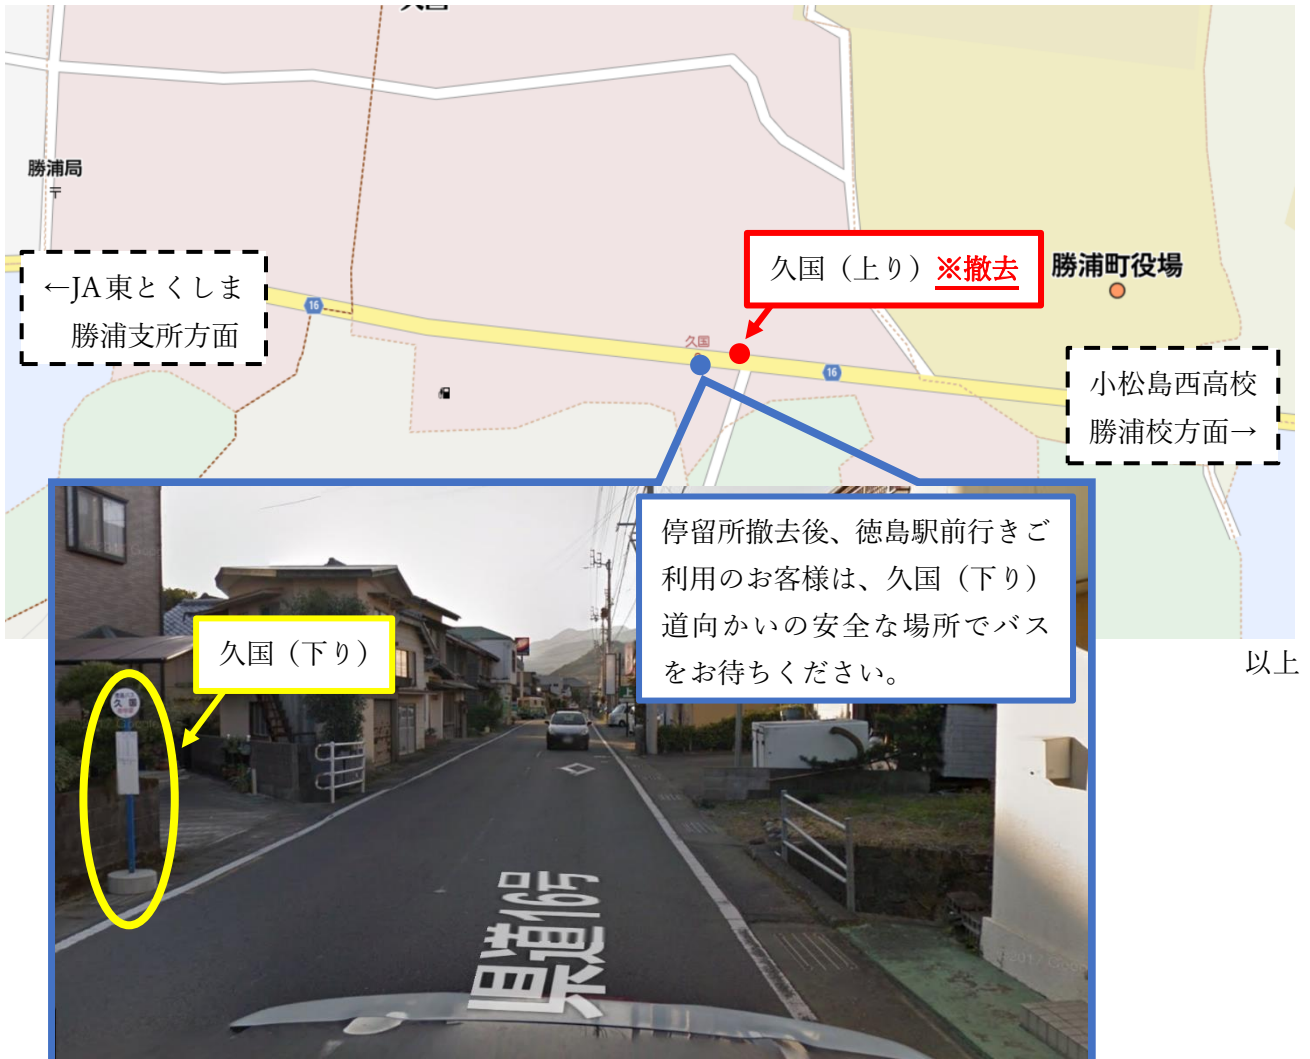 勝浦局
〒
←JA東とくしま
勝浦支所方面
16
久国（上り）※撤去
勝浦町役場
久国
16
小松島西高校
勝浦校方面→
停留所撤去後、徳島駅前行きご
利用のお客様は、久国（下り）
道向かいの安全な場所でバス
をお待ちください。
以上
久国（下り）
久国
県道16号